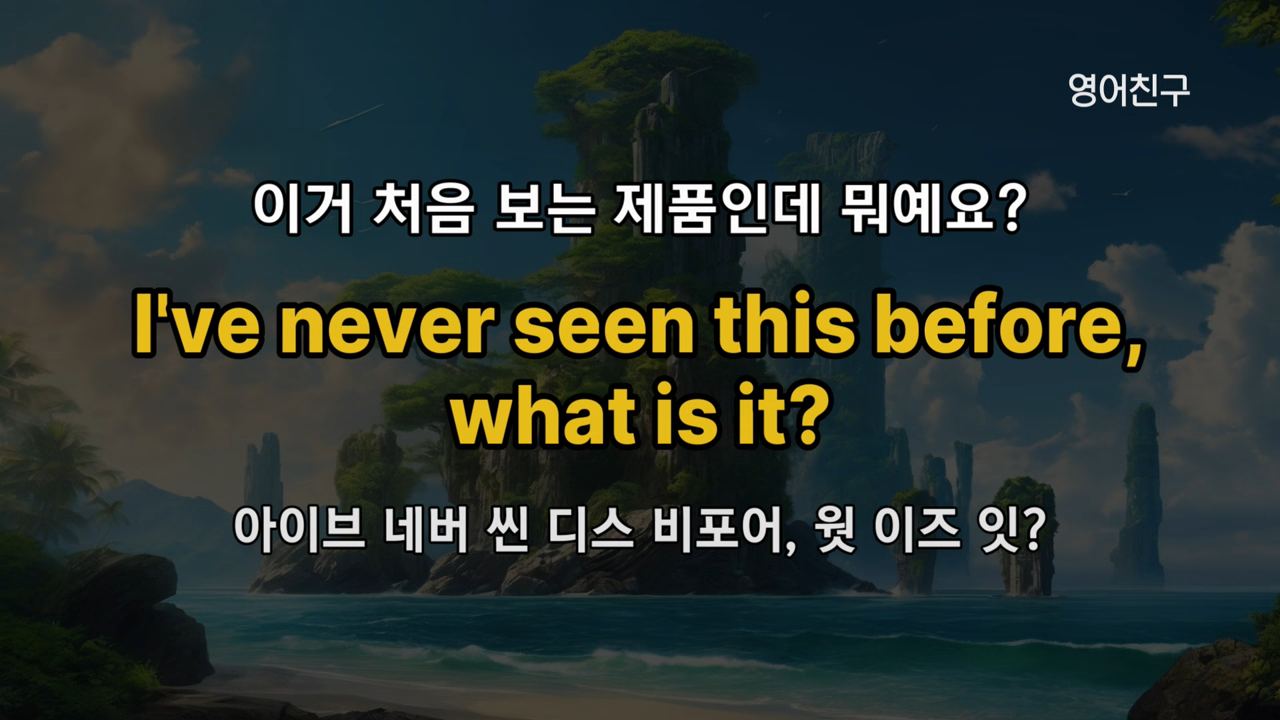 영어친구
이거 처음 보는 제품인데 뭐예요?
I've never seen this before,
what is it?
아이브 네버 씬 디스 비포어, 웟 이즈 잇?